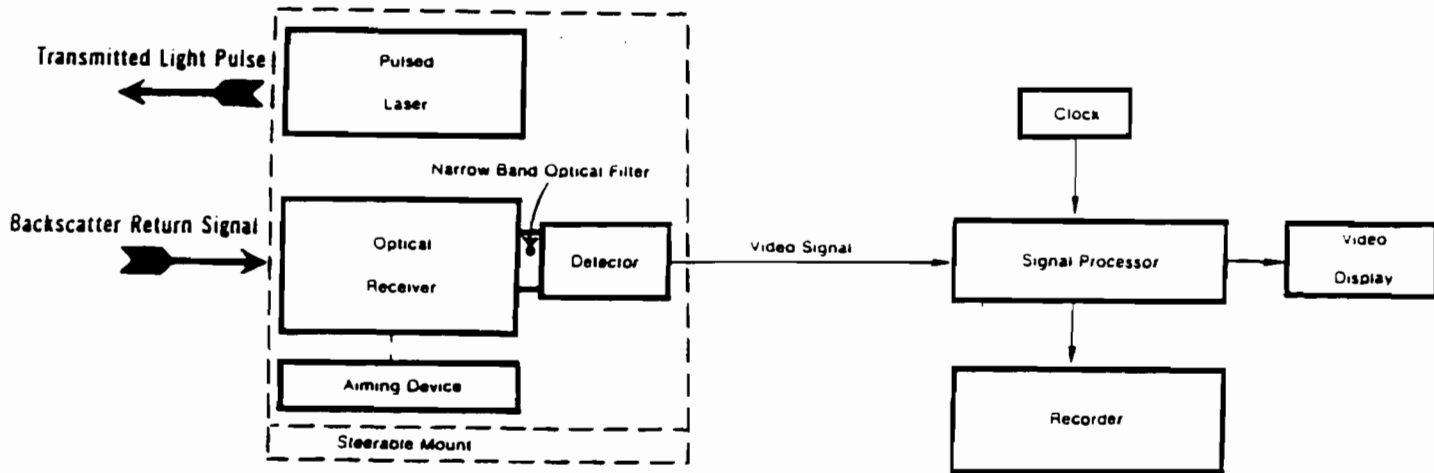 Transmitted Light Pulse
Pulsed
Laser
Clock
Narrow Band Optical Filter
Backscatter Return Signal
Optical
Receiver
Detector
Video Signal
Signal Processor
Video
Display
Aiming Device
Recorder
Steerable Mount